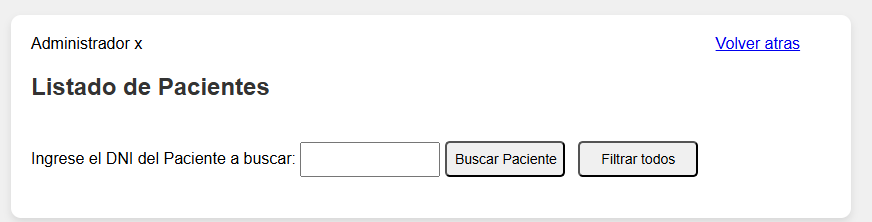 Administrador x Volver atras
Listado de Pacientes
Ingrese el DNI del Paciente a buscar: Buscar Paciente Filtrar todos